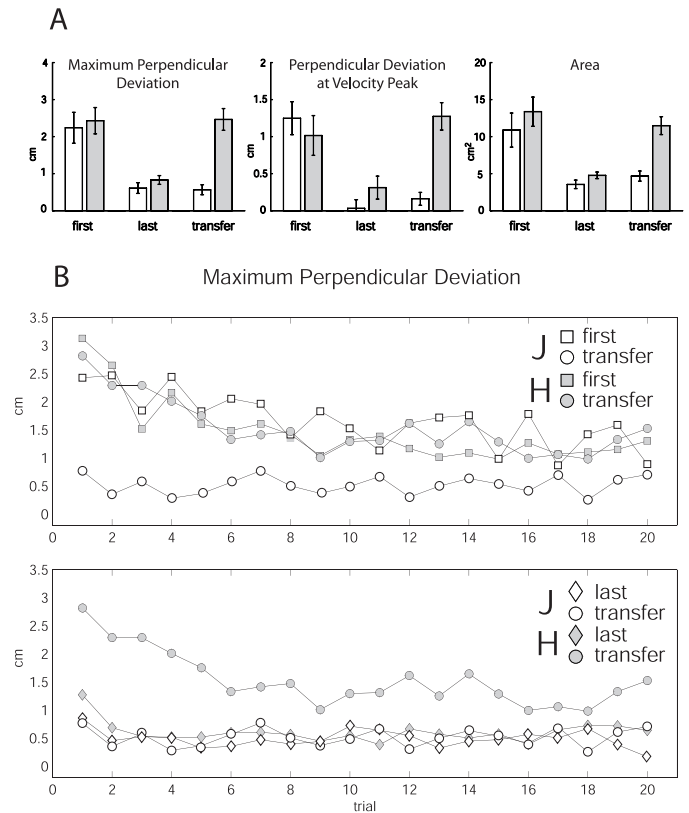 A
Maximum Perpendicular
Deviation
Perpendicular Deviation
at Velocity Peak
Area
4
3
2
1
0
cm
first last transfer
2
1.5
1
0.5
0
cm
first last transfer
20
15
10
5
0
cm²
first last transfer
B Maximum Perpendicular Deviation
3.5
3
2.5
2
1.5
1
0.5
0
cm
J first
transfer
H first
transfer
0 2 4 6 8 10 12 14 16 18 20
3.5
3
2.5
2
1.5
1
0.5
0
cm
J last
transfer
H last
transfer
0 2 4 6 8 10 12 14 16 18 20
trial